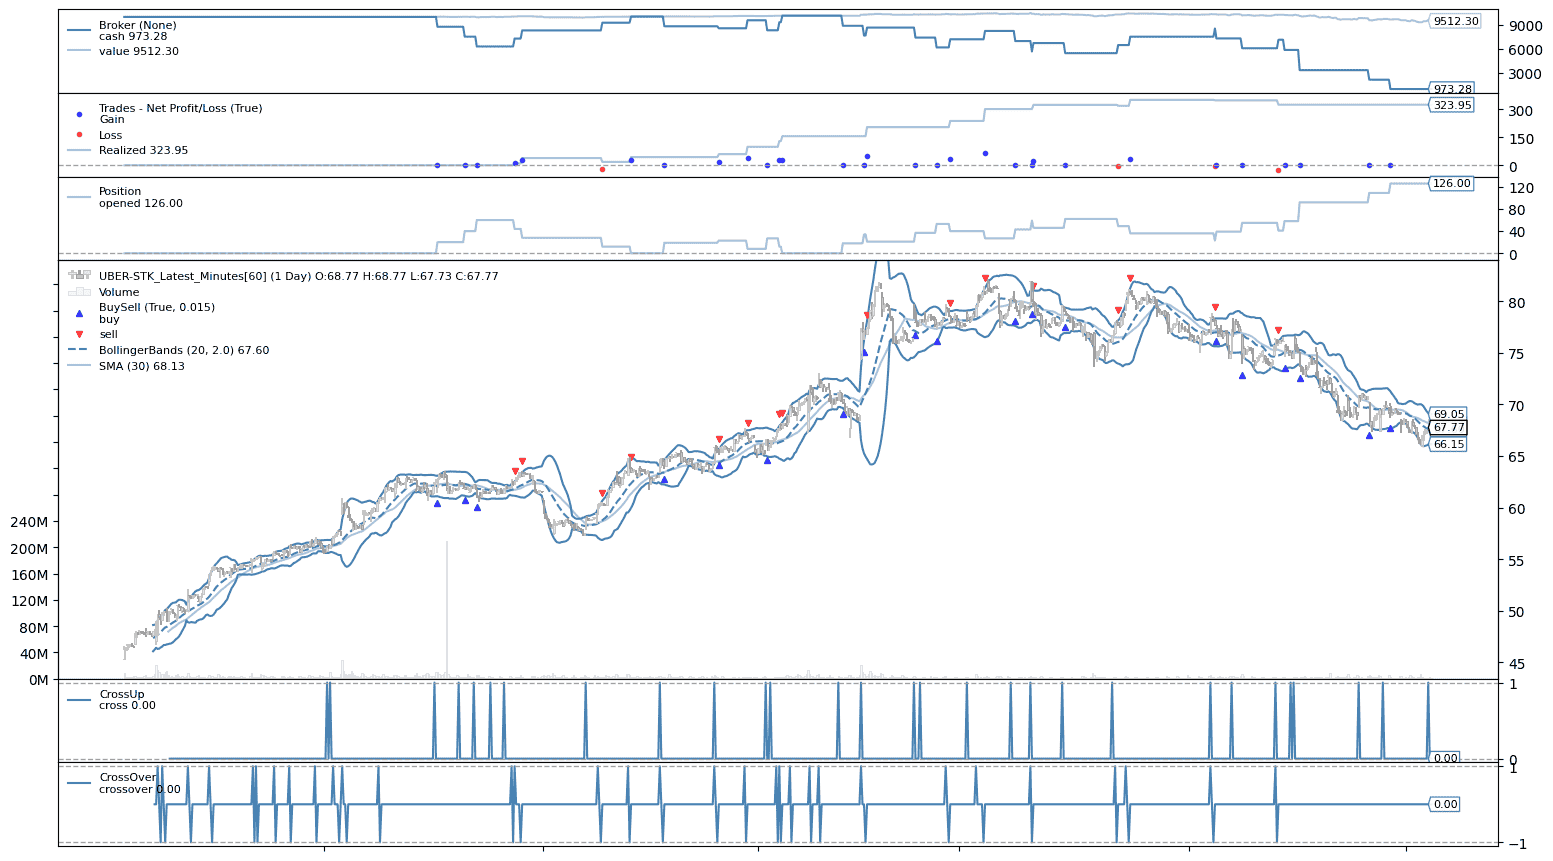 Broker (None)
cash 973.28
value 9512.30
9512.30
9000
6000
3000
973.28
Trades - Net Profit/Loss (True)
Gain
Loss
Realized 323.95
300
323.95
150
0
Position
opened 126.00
126.00
120
80
40
0
UBER-STK_Latest_Minutes[60] (1 Day) O:68.77 H:68.77 L:67.73 C:67.77
Volume
BuySell (True, 0.015)
buy
sell
BollingerBands (20, 2.0) 67.60
SMA (30) 68.13
80
75
70
69.05
67.77
66.15
65
60
55
50
45
240M
200M
160M
120M
80M
40M
0M
CrossUp
cross 0.00
1
0.00
0
CrossOver
crossover 0.00
1
0.00
−1